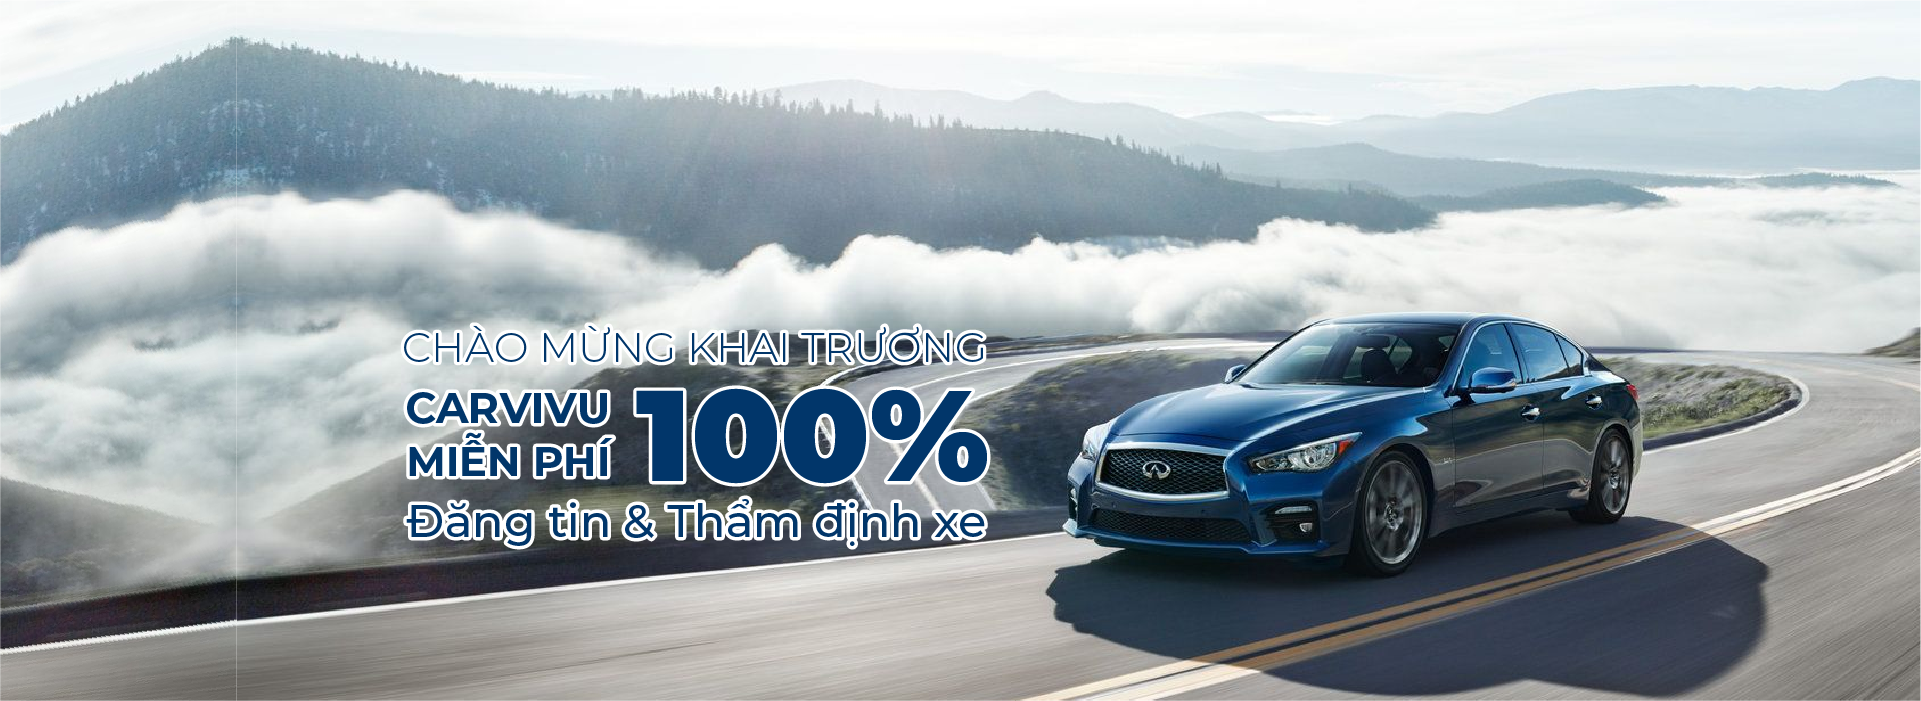 CHÀO MỪNG KHAI TRƯƠNG
CARVIVU
MIỄN PHÍ 100%
Đăng tin & Thẩm định xe